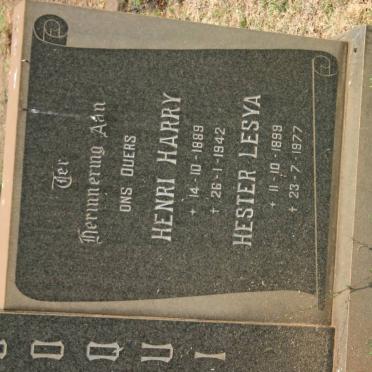 Ter
Herinnering Aan
ONS OUERS
HENRI HARRY
+ 14-10-1889
† 26-1-1942
HESTER LESYA
+ 11-10-1899
† 23-7-1977
O
Q
U
I